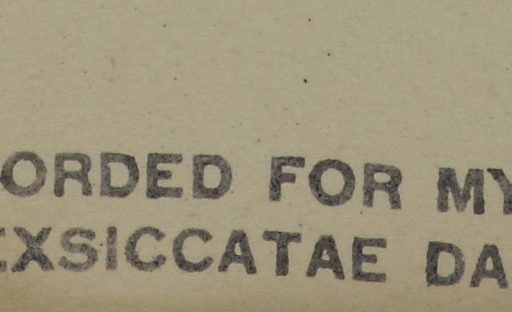 ORDED FOR MY
EXSICCATAE DA